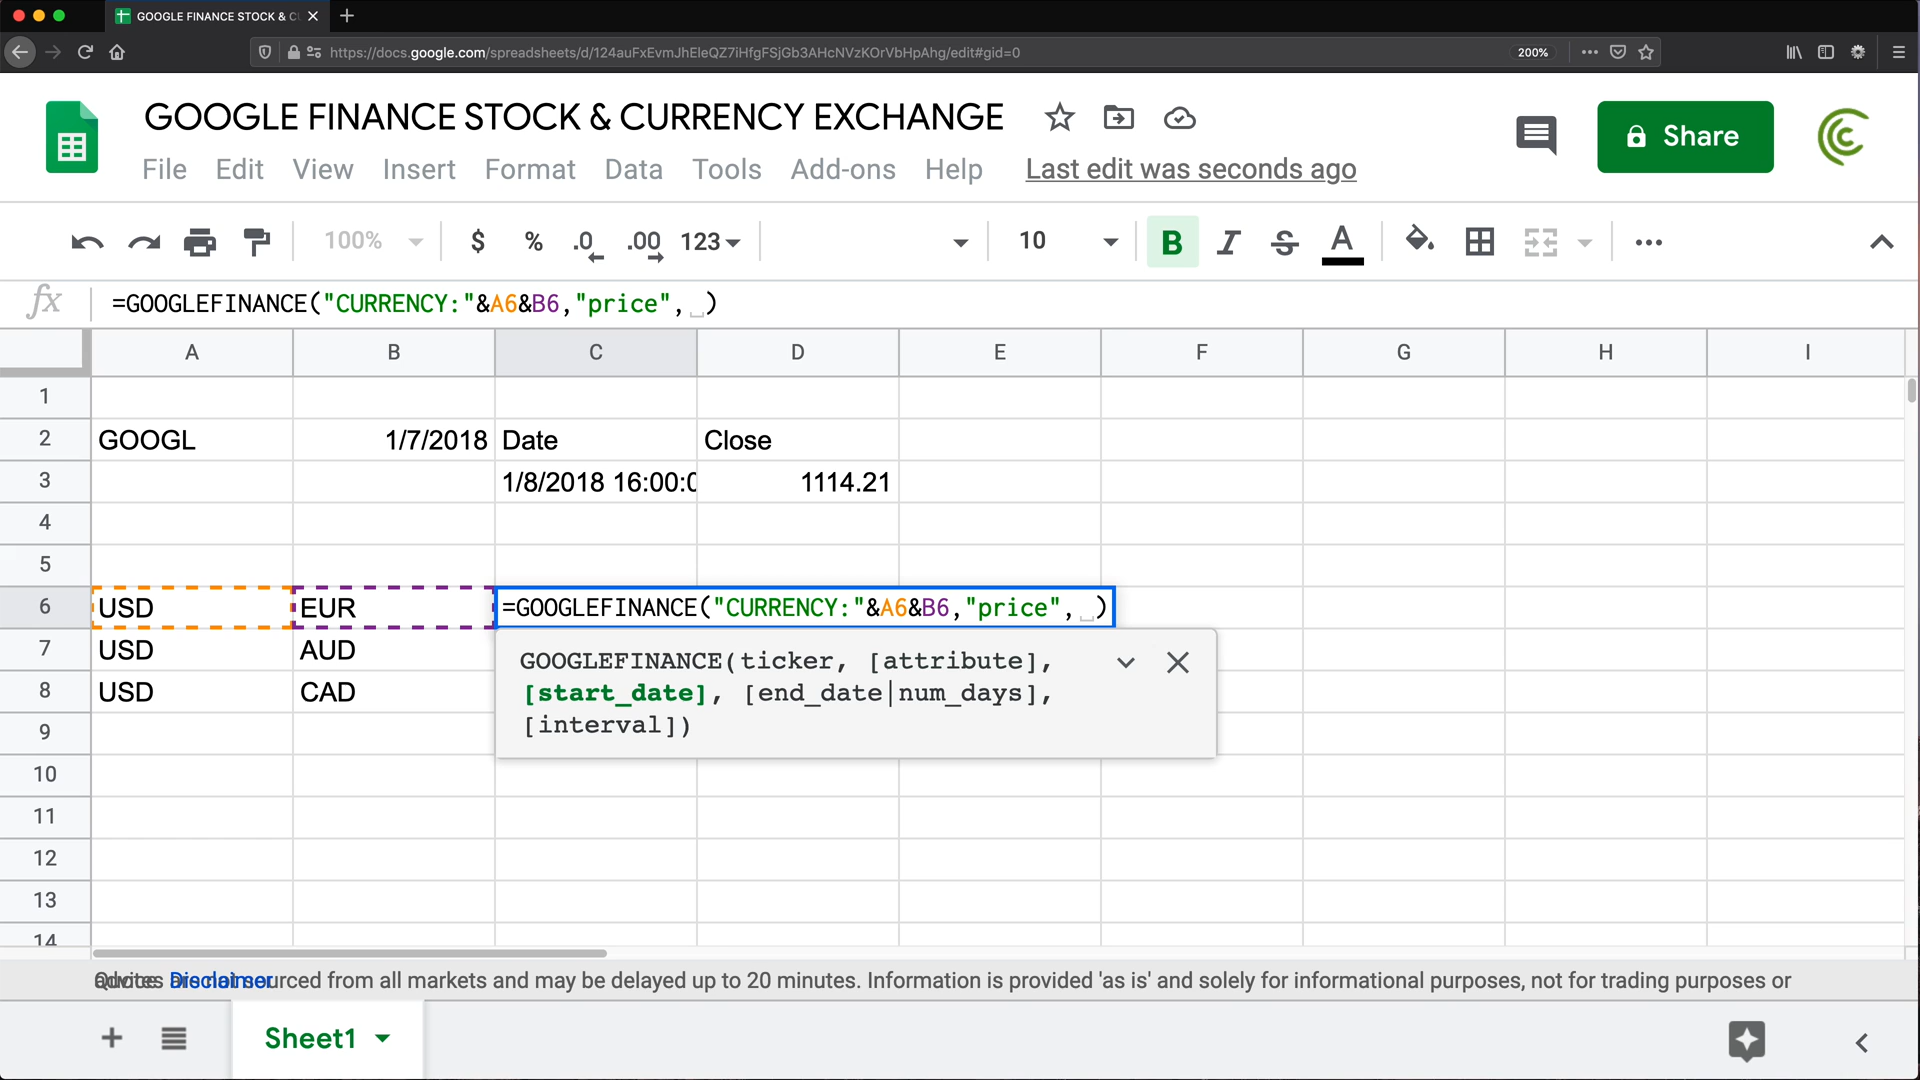 GOOGLE FINANCE STOCK & CU
https://docs.google.com/spreadsheets/d/124auFxEvmJhEleQZ7iHfgFSjGb3AHcNVzKOrVbHpAhg/edit#gid=0 200%
GOOGLE FINANCE STOCK & CURRENCY EXCHANGE
Share
File Edit View Insert Format Data Tools Add-ons Help Last edit was seconds ago
100% $ % .0 .00 123 10 B I S A
fx =GOOGLEFINANCE("CURRENCY:"&A6&B6,"price", )
A B C D E F G H I
1
2 GOOGL 1/7/2018 Date Close
3 1/8/2018 16:00:0 1114.21
4
5
6 USD EUR =GOOGLEFINANCE("CURRENCY:"&A6&B6,"price", )
7 USD AUD
8 USD CAD
GOOGLEFINANCE(ticker, [attribute],
[start_date], [end_date|num_days],
[interval])
9
10
11
12
13
14
Disclaimer sourced from all markets and may be delayed up to 20 minutes. Information is provided 'as is' and solely for informational purposes, not for trading purposes or
Sheet1